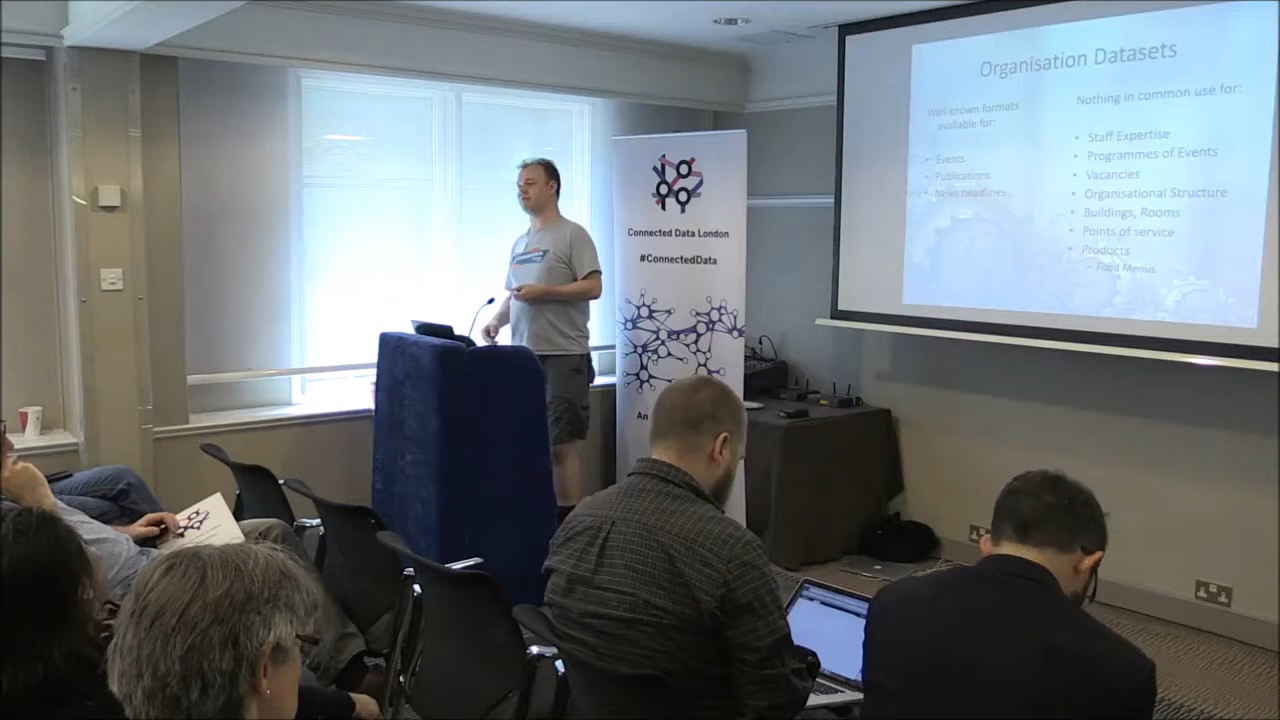 Organisation Datasets
Well known formats
available for:
• Events
• Publications
• News headlines
Nothing in common use for:
• Staff Expertise
• Programmes of Events
• Vacancies
• Organisational Structure
• Buildings, Rooms
• Points of service
• Products
– Food Menus
Connected Data London
#ConnectedData
An